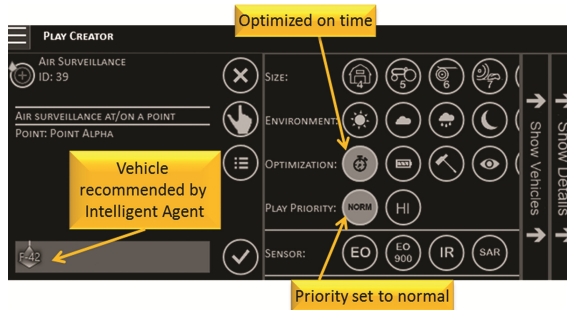 Optimized on time
PLAY CREATOR
AIR SURVEILLANCE
ID: 39
AIR SURVEILLANCE AT/ON A POINT
POINT: POINT ALPHA
Vehicle
recommended by
Intelligent Agent
F-42
SIZE:
4
5
6
7
ENVIRONMENT:
OPTIMIZATION:
PLAY PRIORITY:
NORM
HI
SENSOR:
EO
EO
900
IR
SAR
Show Vehicles
Show Details
Priority set to normal